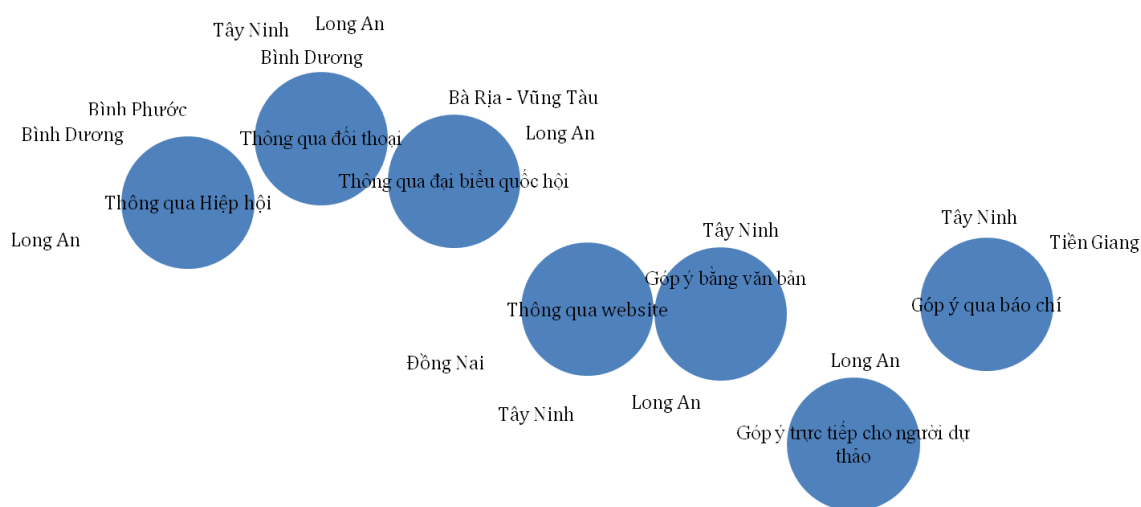 Tây Ninh
Long An
Bình Dương
Thông qua đối thoại
Bình Phước
Bình Dương
Thông qua Hiệp hội
Long An
Bà Rịa - Vũng Tàu
Long An
Thông qua đại biểu quốc hội
Thông qua website
Đồng Nai
Tây Ninh
Tây Ninh
Góp ý bằng văn bản
Long An
Long An
Góp ý trực tiếp cho người dự
thảo
Tây Ninh
Tiền Giang
Góp ý qua báo chí